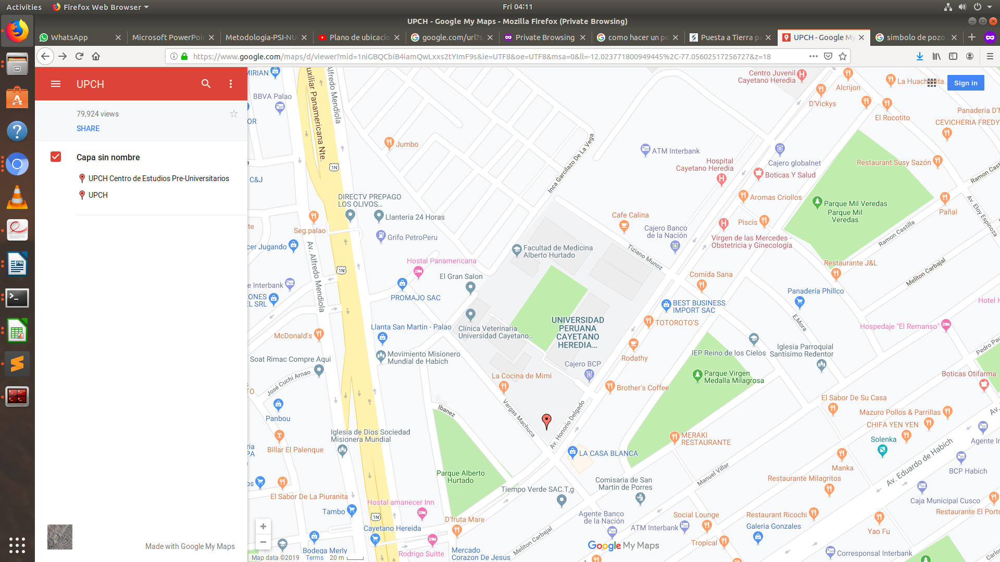 Activities
Firefox Web Browser
Fri 04:11
UPCH - Google My Maps - Mozilla Firefox (Private Browsing)
WhatsApp
Microsoft PowerPoin
Metodologia-PSI-NU
Plano de ubicacio
google.com/url?s
Private Browsing
como hacer un po
Puesta a Tierra pa
UPCH - Google My
simbolo de pozo
https://www.google.com/maps/d/viewer?mid=1niGBQCbiB4iamQwLxxs2tYImF9s&ie=UTF8&oe=UTF8&msa=0&ll=-12.023771800949445%2C-77.05602517256727&z=18
UPCH
79,924 views
SHARE
Capa sin nombre
UPCH Centro de Estudios Pre-Universitarios
UPCH
Made with Google My Maps
Sign in
MIRIAN
BBVA Palao
OR
C&J
uxiliar Panamericana Nte.
Alfredo Mendiola
1N
Jumbo
DIRECTV PREPAGO
LOS OLIVOS...
Llanteria 24 Horas
Seg.palao
te
cer Jugando
Grifo PetroPeru
Av. Alfredo Mendiola
1N
Hostal Panamericana
El Gran Salon
e Interbank
ONES
EL SRL
PROMAJO SAC
McDonald's
Llanta San Martin - Palao
Clínica Veterinaria
Universidad Cayetano...
Soat Rimac Compre Aqui
Movimiento Misionero
Mundial de Habich
José Cuchi Arnao
TO
Panbou
Billar El Palenque
Iglesia de Dios Sociedad
Misionera Mundial
ria
PA
os
El Sabor De La Piuranita
Tambo
Hostal amanecer Inn
1N
Cayetano Hereida
Bodega Merly
Rodrigo Suitte
D'fruta Mare
Mercado
Corazon De Jesus
Parque Alberto
Hurtado
Ibanez
Vargas Machuca
La Cocina de Mimi
Inca Garcilazo De La Vega
Facultad de Medicina
Alberto Hurtado
UNIVERSIDAD
PERUANA
CAYETANO
HEREDIA...
Cajero BCP
Av. Honorio Delgado
LA CASA BLANCA
Tiempo Verde SAC.T,g
Comisaria de San
Martin de Porres
Agente Banco
de la Nación
Meliton Carbajal
ATM Interbank
Social Lounge
Tropical
Centro Juvenil
Cayetano Heredia
D'Vickys
Alcrijon
La Huachanita
El Rocotito
Panaderia D'M
CEVICHERIA FREDY
ATM Interbank
Hospital
Cayetano Heredia
Cajero globalnet
Boticas Y Salud
Restaurant Susy Sazón
Ramon Castilla
Av. Eloy Espinoza
Aromas Criollos
Parque Mil Veredas
Parque Mil
Veredas
Pañal
Cafe Calina
Cajero Banco
de la Nación
Piscis
Virgen de las Mercedes -
Obstetricia y Ginecología
Ramon Castilla
Tiziano Munoz
Restaurante J&L
Meliton Carbajal
Comida Sana
Panadería Phillco
BEST BUSINESS
IMPORT SAC
Hotel H
TOTOROTO'S
E.Mora
Hospedaje "El Remanso"
Rodathy
IEP Reino de los Cielos
Iglesia Parroquial
Santísimo Redentor
Pedro Pau
Brother's Coffee
Parque Virgen
Medalla Milagrosa
Boticas Otifarma
El Sabor De Su Casa
Mazuro Pollos & Parrillas
CHIFA YEN YEN
Av.
MERAKI
RESTAURANTE
Solenka
Agente In
Manuel Villar
Manka
Av. Eduardo de Habich
BCP Habich
Restaurante Milagritos
Caja Municipal Cusco
Restaurant Ricochi
Restaurante El Porto
Galeria Gonzales
Yao Fu
Corresponsal Interbank
Carlos
Google My Maps
Map data ©2019
Terms
20 m